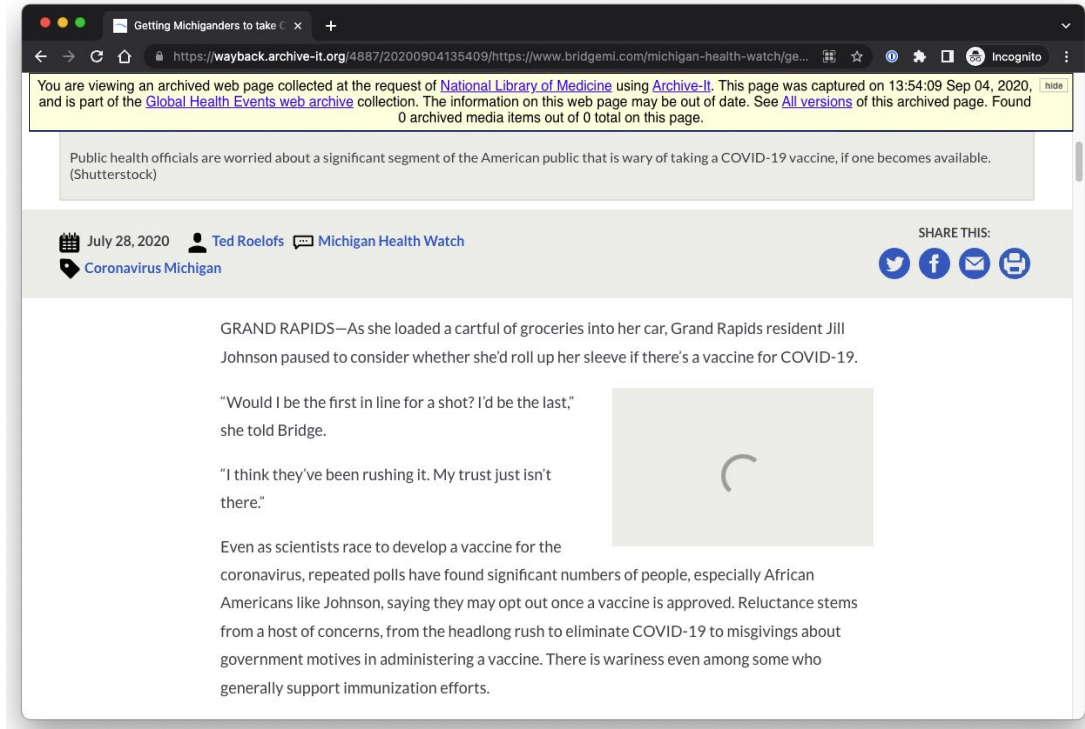 Getting Michiganders to take C
https://wayback.archive-it.org/4887/20200904135409/https://www.bridgemi.com/michigan-health-watch/ge...
Incognito
You are viewing an archived web page collected at the request of National Library of Medicine using Archive-It. This page was captured on 13:54:09 Sep 04, 2020,
hide
and is part of the Global Health Events web archive collection. The information on this web page may be out of date. See All versions of this archived page. Found
0 archived media items out of 0 total on this page.
Public health officials are worried about a significant segment of the American public that is wary of taking a COVID-19 vaccine, if one becomes available.
(Shutterstock)
July 28, 2020 Ted Roelofs Michigan Health Watch
Coronavirus Michigan
SHARE THIS:
GRAND RAPIDS—As she loaded a cartful of groceries into her car, Grand Rapids resident Jill
Johnson paused to consider whether she’d roll up her sleeve if there’s a vaccine for COVID-19.
“Would I be the first in line for a shot? I’d be the last,”
she told Bridge.
“I think they’ve been rushing it. My trust just isn’t
there.”
Even as scientists race to develop a vaccine for the
coronavirus, repeated polls have found significant numbers of people, especially African
Americans like Johnson, saying they may opt out once a vaccine is approved. Reluctance stems
from a host of concerns, from the headlong rush to eliminate COVID-19 to misgivings about
government motives in administering a vaccine. There is wariness even among some who
generally support immunization efforts.